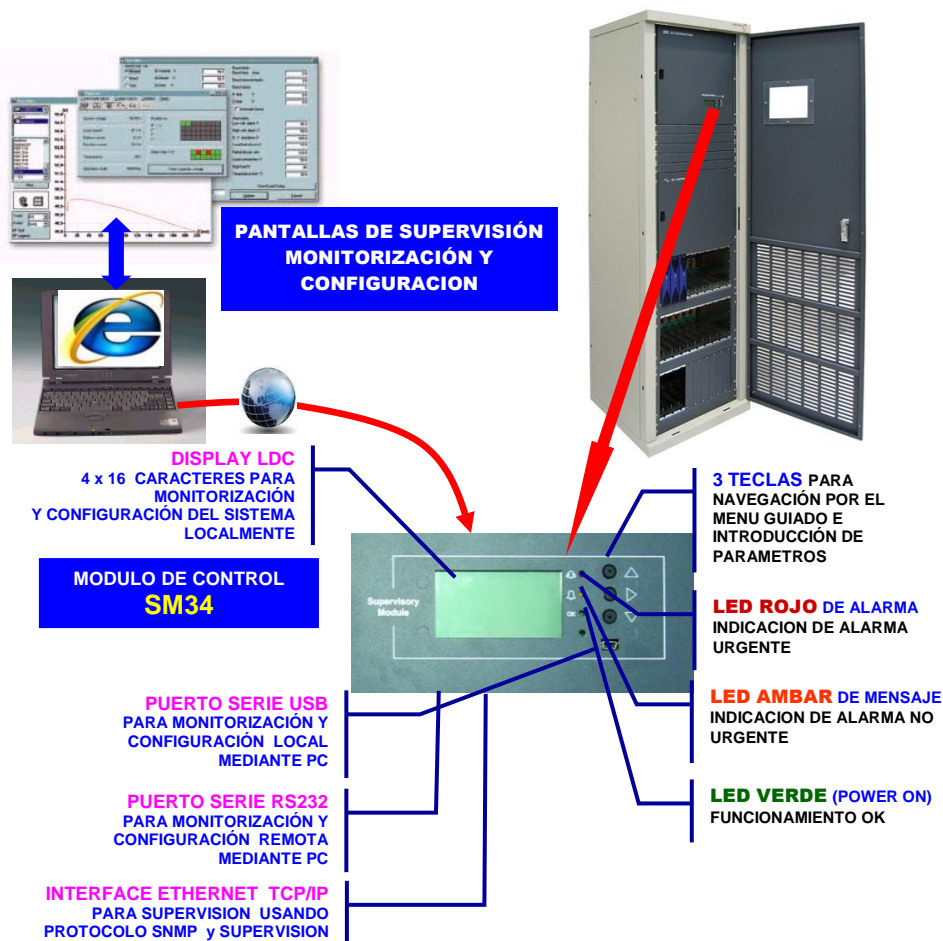 PANTALLAS DE SUPERVISIÓN
MONITORIZACIÓN Y
CONFIGURACION
DISPLAY LDC
4 x 16 CARACTERES PARA
MONITORIZACIÓN
Y CONFIGURACIÓN DEL SISTEMA
LOCALMENTE
MODULO DE CONTROL
SM34
Supervisory
Module
OK
3 TECLAS PARA
NAVEGACIÓN POR EL
MENU GUIADO E
INTRODUCCIÓN DE
PARAMETROS
LED ROJO DE ALARMA
INDICACION DE ALARMA
URGENTE
LED AMBAR DE MENSAJE
INDICACION DE ALARMA NO
URGENTE
LED VERDE (POWER ON)
FUNCIONAMIENTO OK
PUERTO SERIE USB
PARA MONITORIZACIÓN Y
CONFIGURACIÓN LOCAL
MEDIANTE PC
PUERTO SERIE RS232
PARA MONITORIZACIÓN Y
CONFIGURACIÓN REMOTA
MEDIANTE PC
INTERFACE ETHERNET TCP/IP
PARA SUPERVISION USANDO
PROTOCOLO SNMP y SUPERVISION